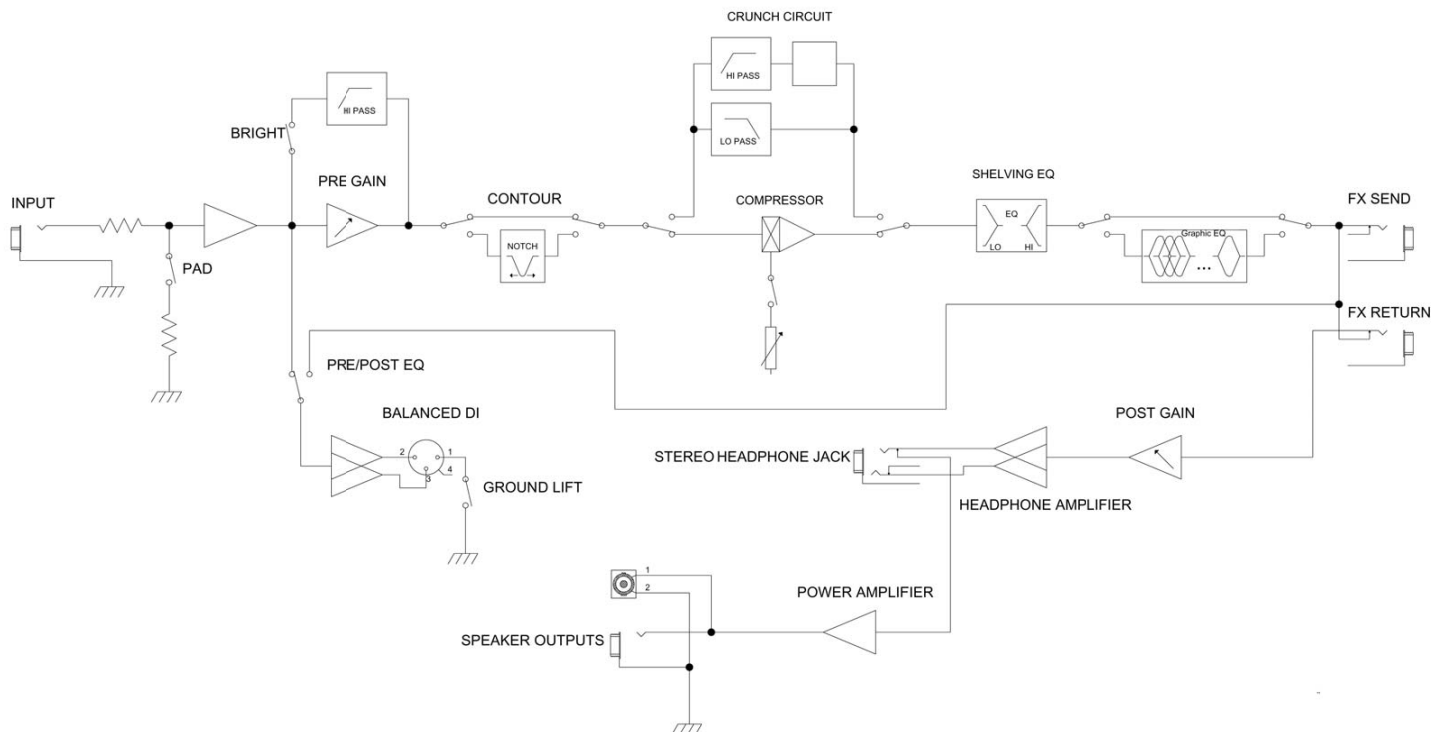 CRUNCH CIRCUIT
HI PASS
HI PASS
BRIGHT
LO PASS
PRE GAIN
SHELVING EQ
INPUT
CONTOUR
COMPRESSOR
FX SEND
EQ
LO
HI
Graphic EQ
...
NOTCH
PAD
FX RETURN
PRE/POST EQ
BALANCED DI
POST GAIN
2
1
4
3
STEREO HEADPHONE JACK
GROUND LIFT
HEADPHONE AMPLIFIER
1
2
POWER AMPLIFIER
SPEAKER OUTPUTS